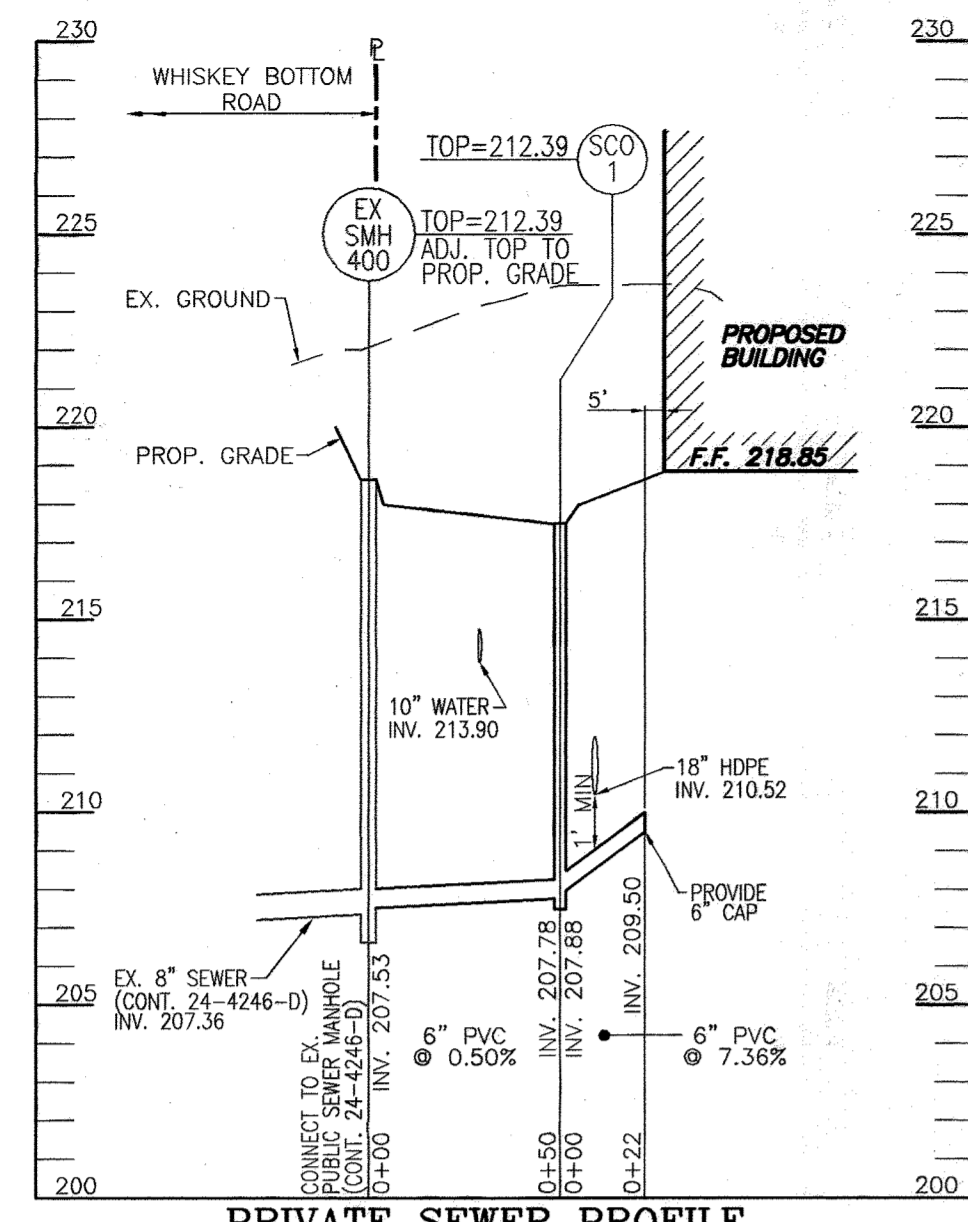 230
230
PL
WHISKEY BOTTOM
ROAD
TOP=212.39
SCO
1
EX
SMH
400
TOP=212.39
ADJ. TOP TO
PROP. GRADE
225
225
EX. GROUND
PROPOSED
BUILDING
5'
220
220
PROP. GRADE
F.F. 218.85
215
215
10" WATER
INV. 213.90
18" HDPE
INV. 210.52
1' MIN
210
210
PROVIDE
6" CAP
EX. 8" SEWER
(CONT. 24-4246-D)
INV. 207.36
205
205
CONNECT TO EX.
PUBLIC SEWER MANHOLE
(CONT. 24-4246-D)
0+00 INV. 207.53
6" PVC
@ 0.50%
0+50 INV. 207.78
0+00 INV. 207.88
0+22 INV. 209.50
6" PVC
@ 7.36%
200
200
PRIVATE SEWER PROFILE